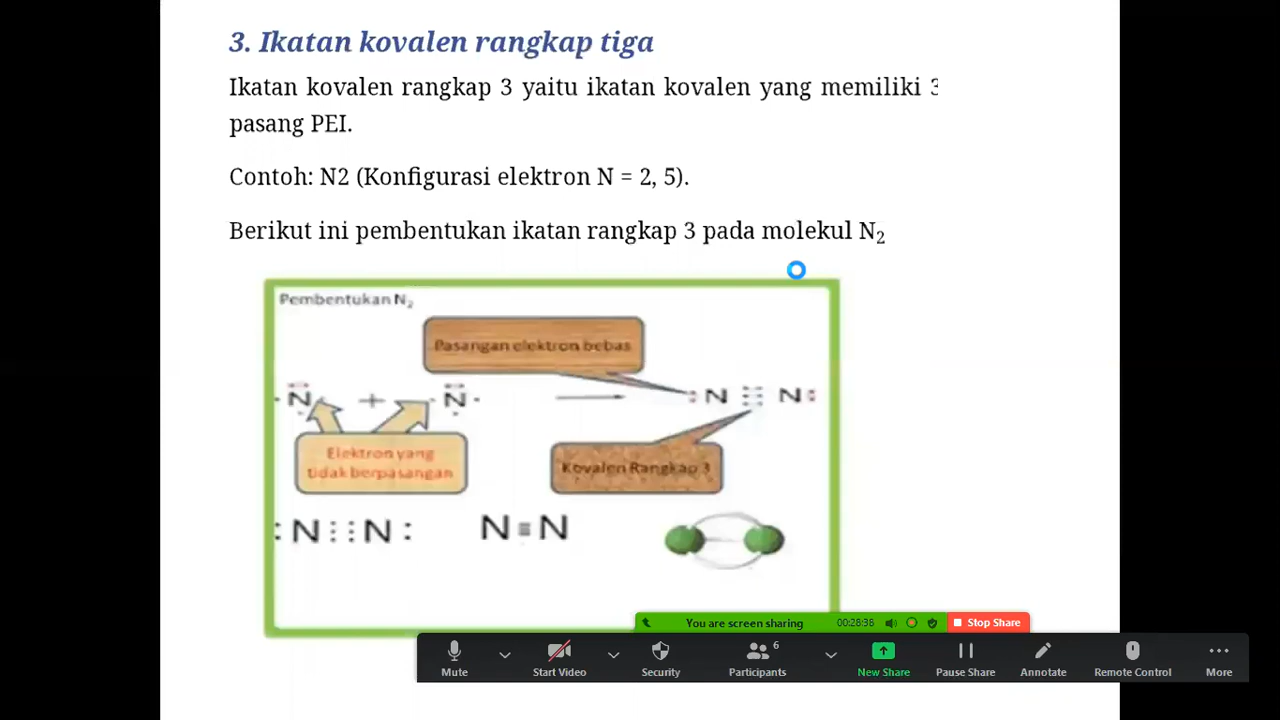 3. Ikatan kovalen rangkap tiga
Ikatan kovalen rangkap 3 yaitu ikatan kovalen yang memiliki 3
pasang PEI.
Contoh: N2 (Konfigurasi elektron N = 2, 5).
Berikut ini pembentukan ikatan rangkap 3 pada molekul N₂
Pembentukan N₂
Pasangan elektron bebas
N + N → N N
Elektron yang
tidak berpasangan
Kovalen Rangkap 3
:N⋮⋮N: N≡N
You are screen sharing 00:28:38 Stop Share
6
Mute Start Video Security Participants New Share Pause Share Annotate Remote Control More